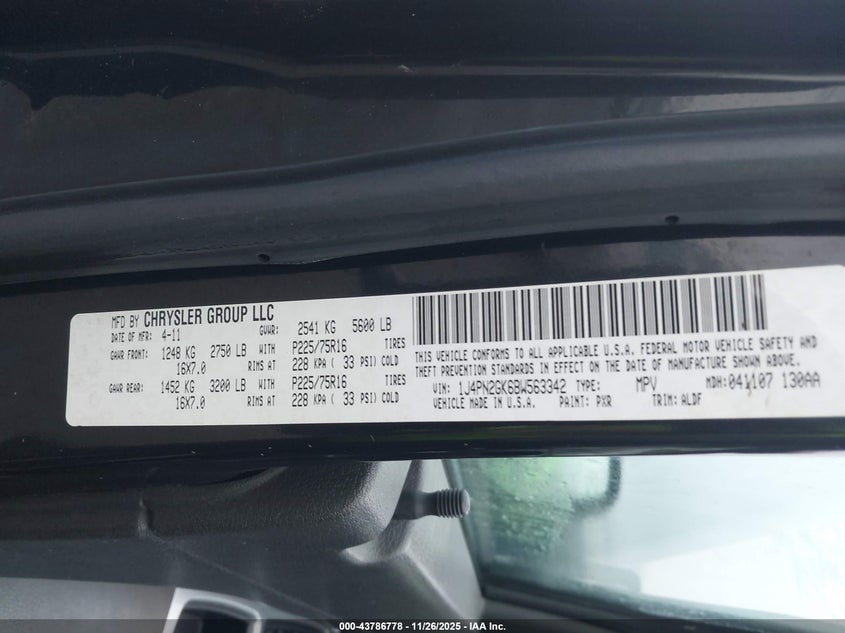 MFD BY CHRYSLER GROUP LLC
DATE OF MFR: 4-11 GVWR: 2541 KG 5600 LB
GAWR FRONT: 1248 KG 2750 LB WITH P225/75R16 TIRES
16X7.0 RIMS AT 228 KPA ( 33 PSI) COLD
GAWR REAR: 1452 KG 3200 LB WITH P225/75R16 TIRES
16X7.0 RIMS AT 228 KPA ( 33 PSI) COLD
THIS VEHICLE CONFORMS TO ALL APPLICABLE U.S.A. FEDERAL MOTOR VEHICLE SAFETY AND
THEFT PREVENTION STANDARDS IN EFFECT ON THE DATE OF MANUFACTURE SHOWN ABOVE.
VIN: 1J4PN2GK6BW563342 TYPE: MPV MDH: 041107 130AA
VEHICLE MADE IN U.S.A. PAINT: PXR TRIM: ALDF
000-43786778 - 11/26/2025 - IAA Inc.